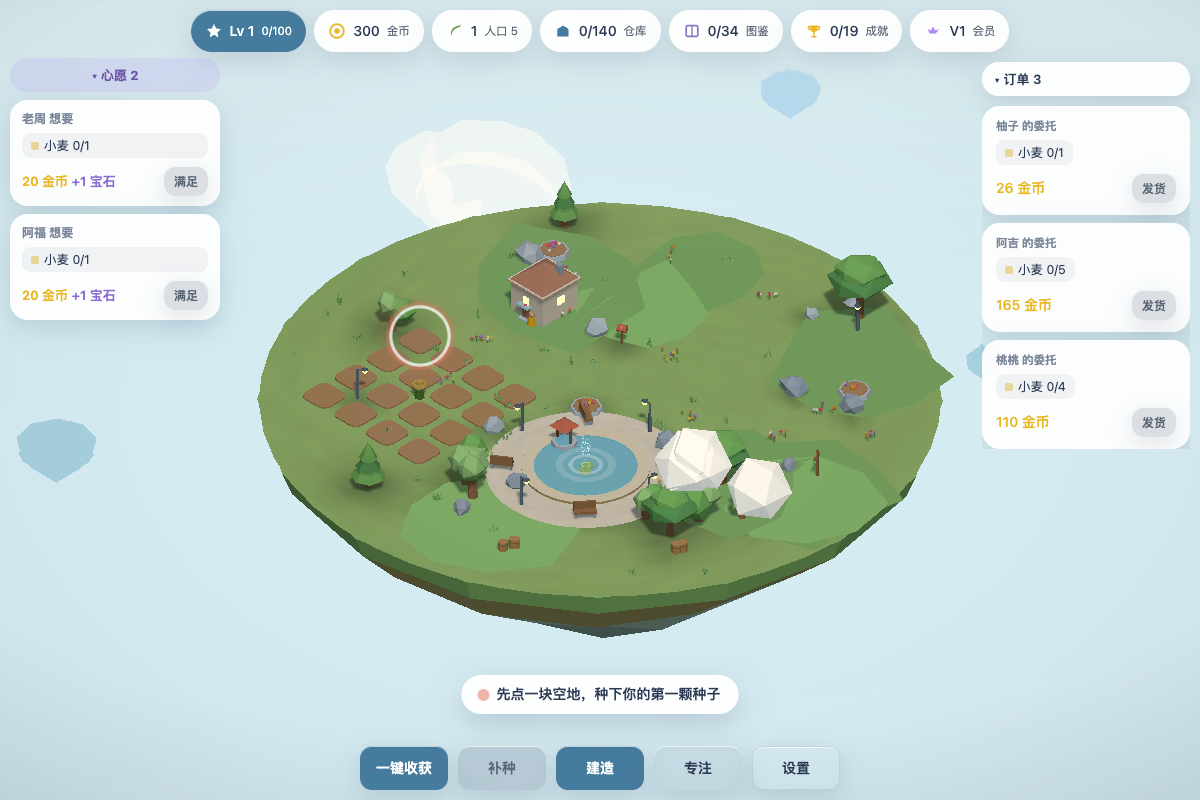 Lv 1 0/100
300 金币
1 人口 5
0/140 仓库
0/34 图鉴
0/19 成就
V1 会员
▾ 心愿 2
老周 想要
小麦 0/1
20 金币 +1 宝石
满足
阿福 想要
小麦 0/1
20 金币 +1 宝石
满足
▾ 订单 3
柚子 的委托
小麦 0/1
26 金币
发货
阿吉 的委托
小麦 0/5
165 金币
发货
桃桃 的委托
小麦 0/4
110 金币
发货
先点一块空地，种下你的第一颗种子
一键收获
补种
建造
专注
设置